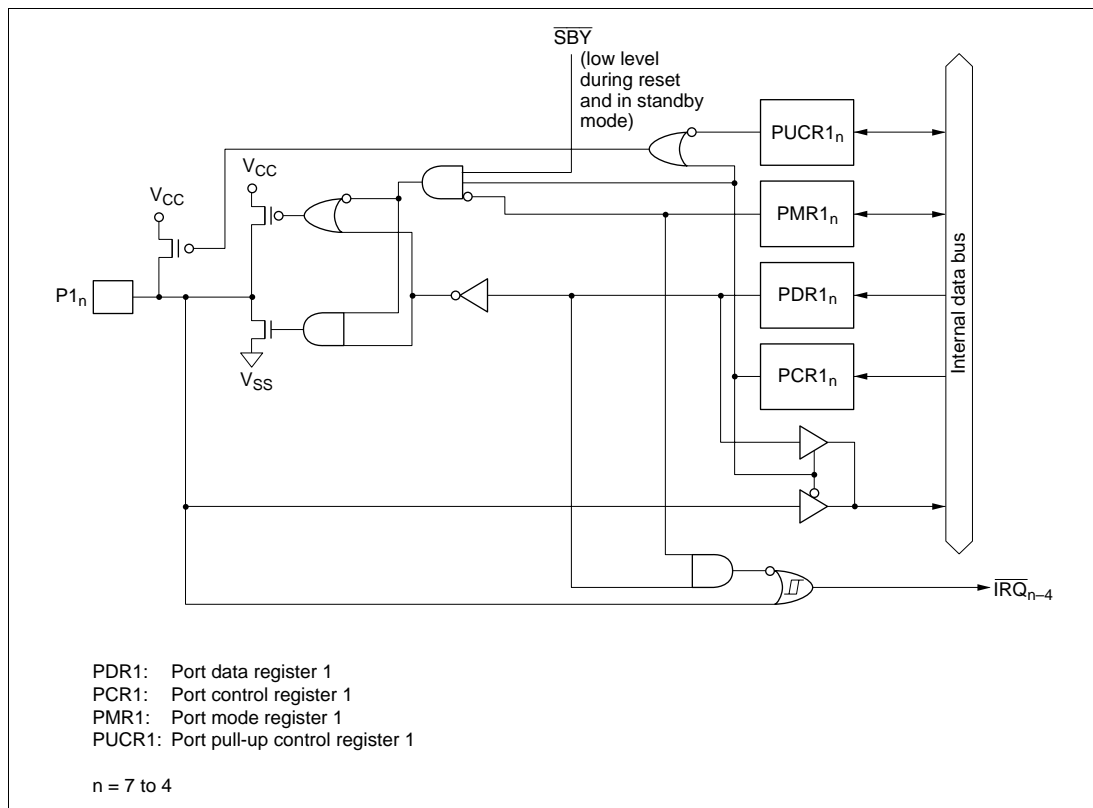 SBY
(low level
during reset
and in standby
mode)
PUCR1n
VCC
VCC
PMR1n
P1n
PDR1n
Internal data bus
VSS
PCR1n
IRQn–4
PDR1: Port data register 1
PCR1: Port control register 1
PMR1: Port mode register 1
PUCR1: Port pull-up control register 1
n = 7 to 4